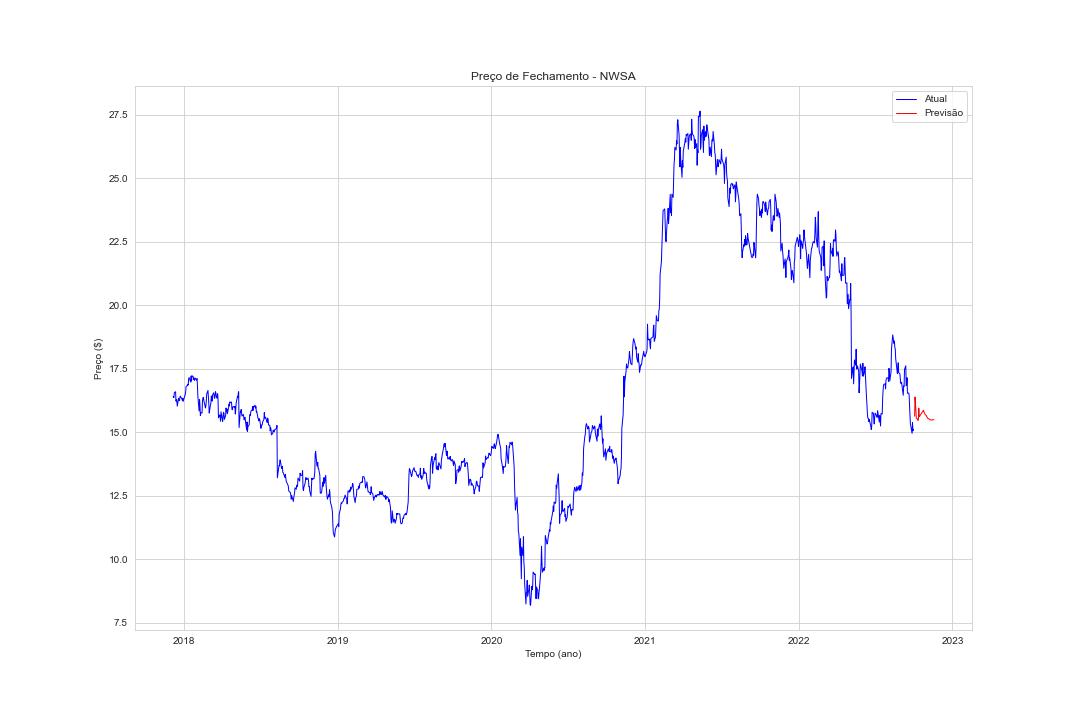 Preço de Fechamento - NWSA
Atual
Previsão
27.5
25.0
22.5
20.0
17.5
15.0
12.5
10.0
7.5
Preço ($)
2018 2019 2020 2021 2022 2023
Tempo (ano)